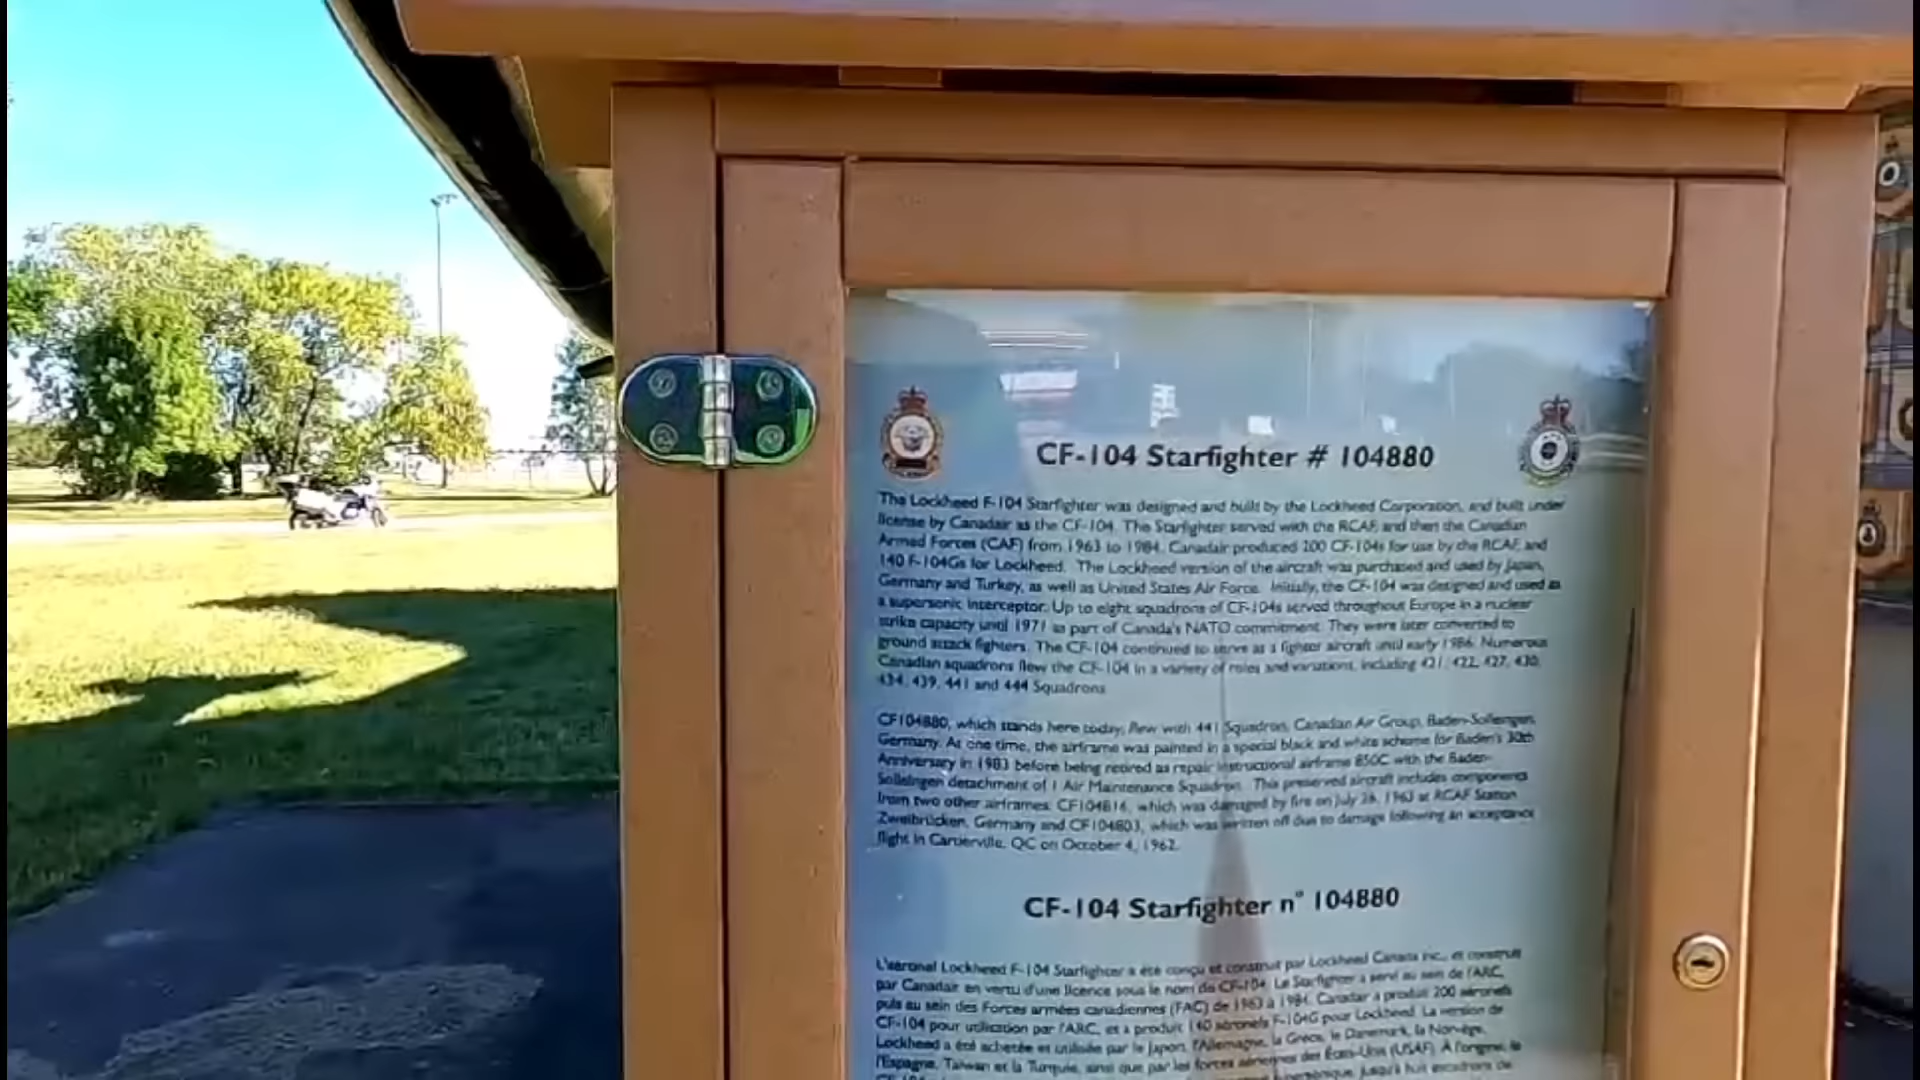 CF-104 Starfighter # 104880
The Lockheed F-104 Starfighter was designed and built by the Lockheed Corporation, and built under
license by Canadair as the CF-104. The Starfighter served with the RCAF, and then the Canadian
Armed Forces (CAF) from 1963 to 1984. Canadair produced 200 CF-104s for use by the RCAF, and
140 F-104Gs for Lockheed. The Lockheed version of the aircraft was purchased and used by Japan,
Germany and Turkey, as well as United States Air Force. Initially, the CF-104 was designed and used as
a supersonic interceptor. Up to eight squadrons of CF-104s served throughout Europe in a nuclear
strike capacity until 1971 as part of Canada's NATO commitment. They were later converted to
ground attack fighters. The CF-104 continued to serve as a fighter aircraft until early 1986. Numerous
Canadian squadrons flew the CF-104 in a variety of roles and variations, including 421, 422, 427, 430,
434, 439, 441 and 444 Squadrons
CF104880, which stands here today, flew with 441 Squadron, Canadian Air Group, Baden-Sollengen,
Germany. At one time, the airframe was painted in a special black and white scheme for Baden's 30th
Anniversary in 1983 before being retired as repair instructional airframe 850C with the Baden-
Sollengen detachment of 1 Air Maintenance Squadron. This preserved aircraft includes components
from two other airframes: CF104816, which was damaged by fire on July 26, 1963 at RCAF Station
Zweibrücken, Germany and CF104803, which was written off due to damage following an acceptance
flight in Cartierville, QC on October 4, 1962.
CF-104 Starfighter n° 104880
L'aéronef Lockheed F-104 Starfighter a été conçu et construit par Lockheed Canada inc., et construit
par Canadair en vertu d'une licence sous le nom de CF-104. Le Starfighter a servi au sein de l'ARC,
puis au sein des Forces armées canadiennes (FAC) de 1963 à 1984. Canadair a produit 200 aéronefs
CF-104 pour utilisation par l'ARC, et a produit 140 aéronefs F-104G pour Lockheed. La version de
Lockheed a été achetée et utilisée par le Japon, l'Allemagne, la Grèce, le Danemark, la Norvège,
l'Espagne, Taiwan et la Turquie, ainsi que par les forces aériennes des États-Unis (USAF). À l'origine, le
jusqu'à huit escadrons de